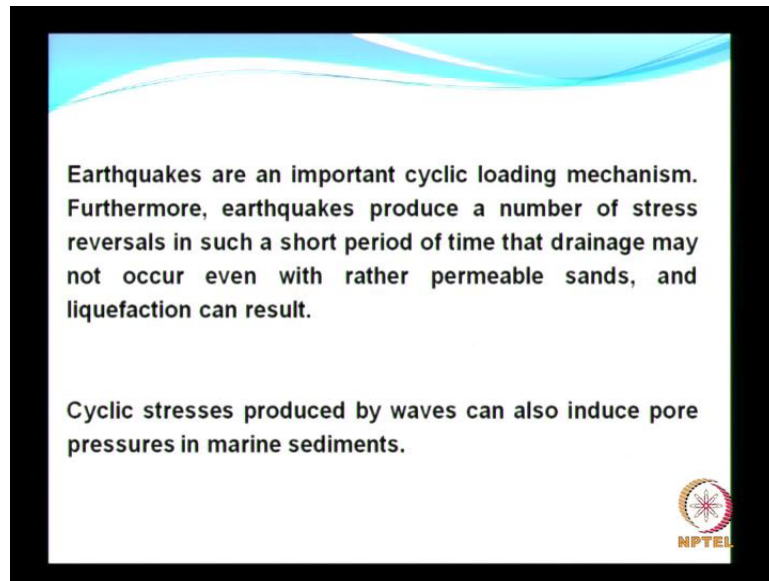 Earthquakes are an important cyclic loading mechanism.
Furthermore, earthquakes produce a number of stress
reversals in such a short period of time that drainage may
not occur even with rather permeable sands, and
liquefaction can result.
Cyclic stresses produced by waves can also induce pore
pressures in marine sediments.
NPTEL